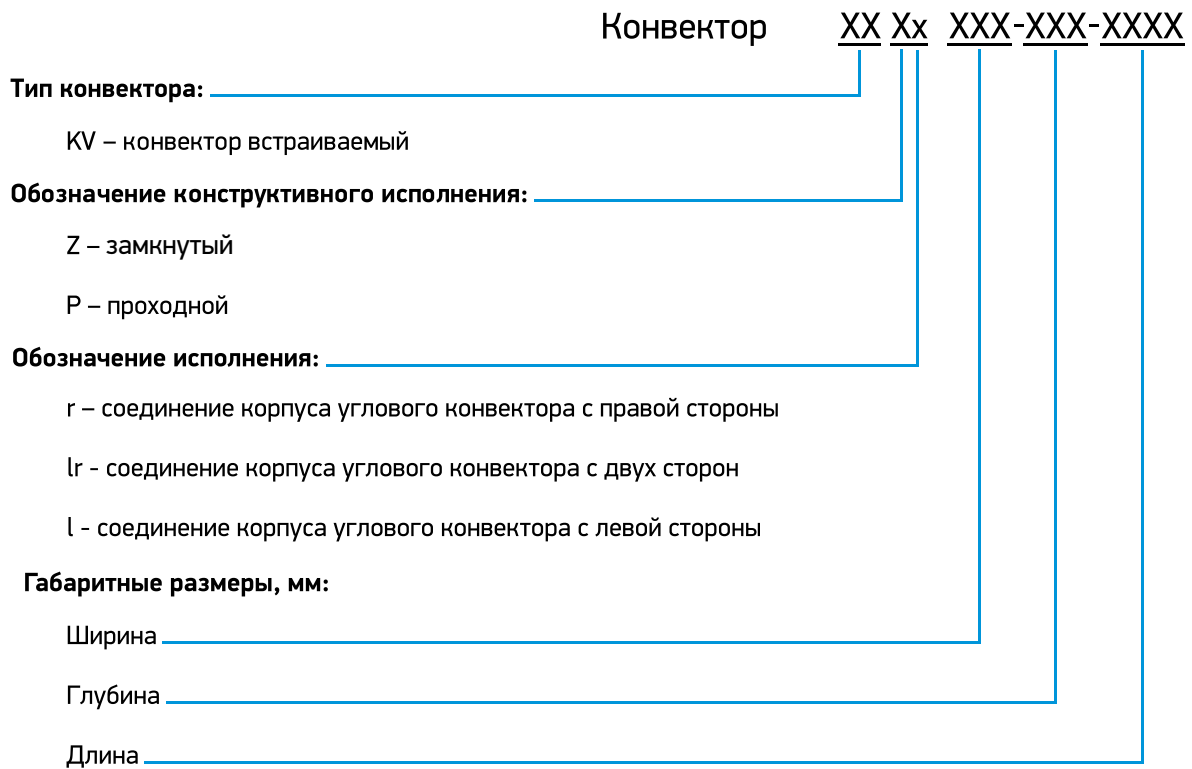 Конвектор XX Xx XXX-XXX-XXXX
Тип конвектора:
KV – конвектор встраиваемый
Обозначение конструктивного исполнения:
Z – замкнутый
P – проходной
Обозначение исполнения:
r – соединение корпуса углового конвектора с правой стороны
lr - соединение корпуса углового конвектора с двух сторон
l - соединение корпуса углового конвектора с левой стороны
Габаритные размеры, мм:
Ширина
Глубина
Длина